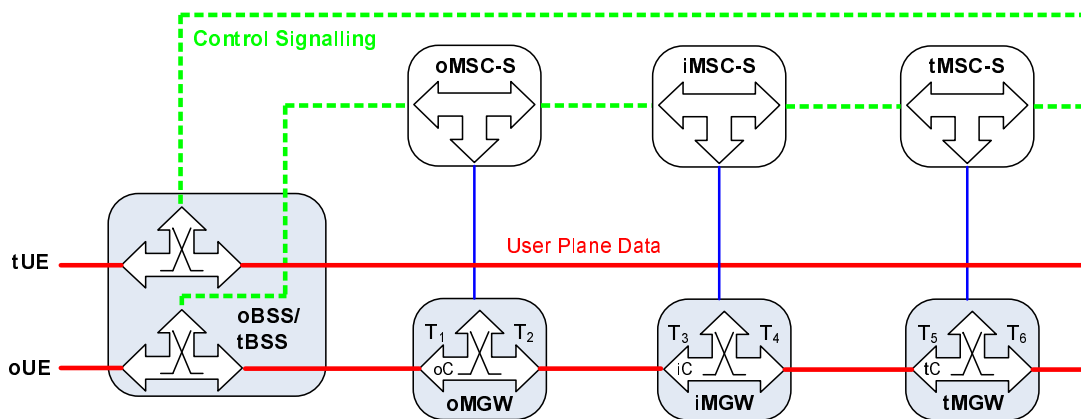 Control Signalling
oMSC-S
iMSC-S
tMSC-S
User Plane Data
tUE
oBSS/
tBSS
T1
T2
T3
T4
T5
T6
oUE
oC
iC
tC
oMGW
iMGW
tMGW